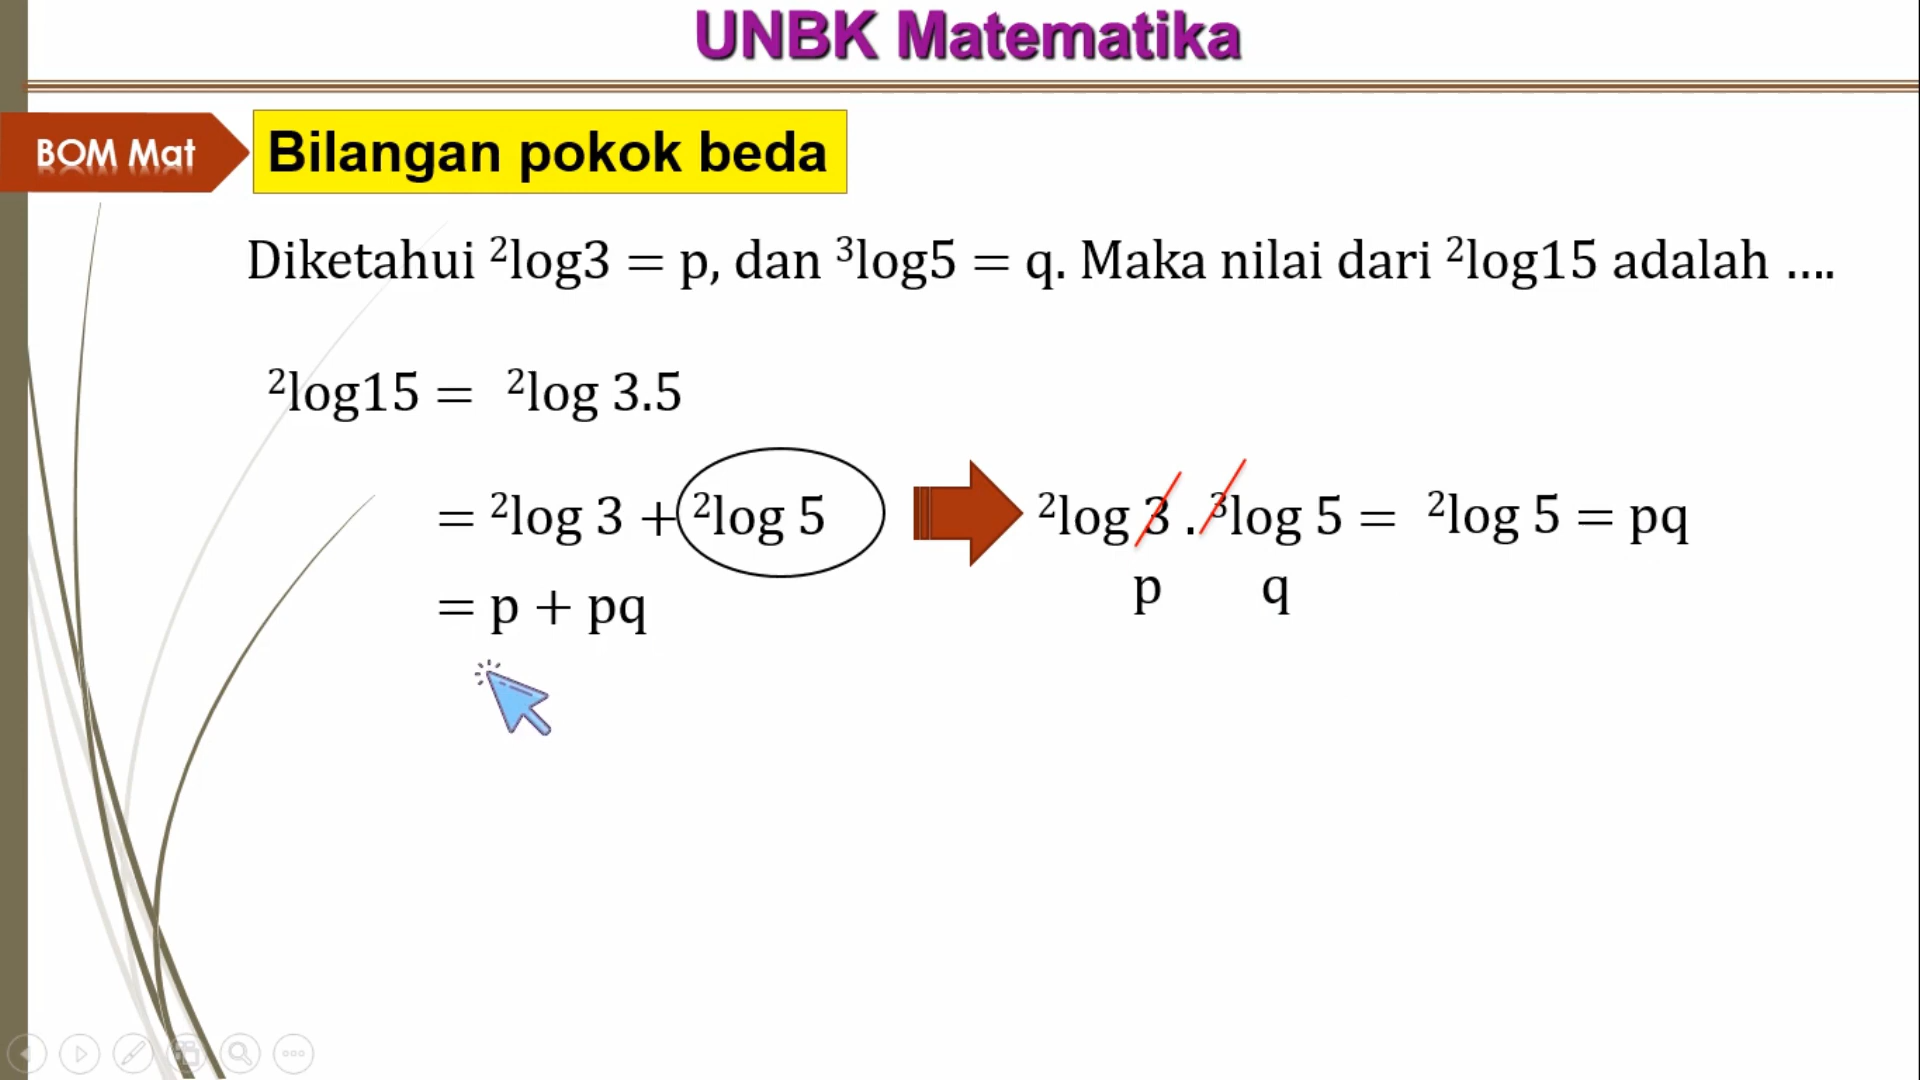 UNBK Matematika
BOM Mat
Bilangan pokok beda
Diketahui ²log3 = p, dan ³log5 = q. Maka nilai dari ²log15 adalah ....
²log15 = ²log 3.5
= ²log 3 + ²log 5
²log 3 . ³log 5 = ²log 5 = pq
p q
= p + pq